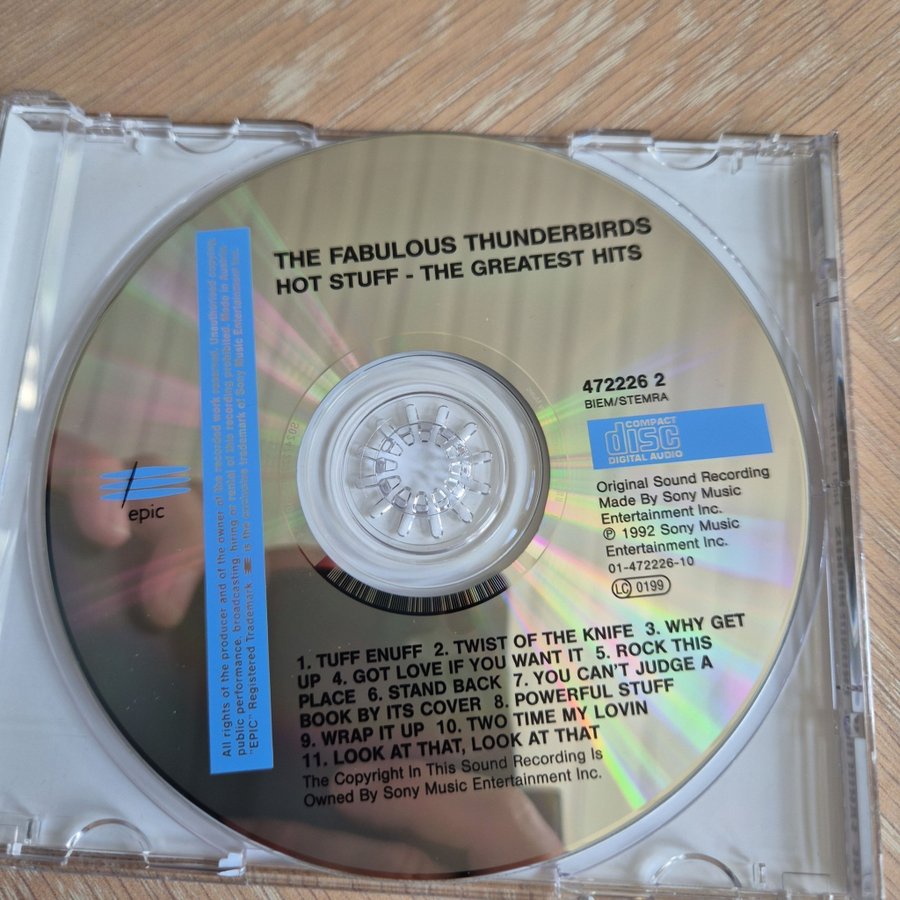 THE FABULOUS THUNDERBIRDS
HOT STUFF - THE GREATEST HITS
472226 2
BIEM/STEMRA
COMPACT
disc
DIGITAL AUDIO
Original Sound Recording
Made By Sony Music
Entertainment Inc.
℗ 1992 Sony Music
Entertainment Inc.
01-472226-10
LC 0199
epic
All rights of the producer and of the owner of the recorded work reserved. Unauthorised copying,
public performance, broadcasting, hiring or rental of this recording prohibited. Made in Austria.
"EPIC" Registered Trademark is the exclusive trademark of Sony Music Entertainment Inc.
1. TUFF ENUFF 2. TWIST OF THE KNIFE 3. WHY GET
UP 4. GOT LOVE IF YOU WANT IT 5. ROCK THIS
PLACE 6. STAND BACK 7. YOU CAN'T JUDGE A
BOOK BY ITS COVER 8. POWERFUL STUFF
9. WRAP IT UP 10. TWO TIME MY LOVIN
11. LOOK AT THAT, LOOK AT THAT
The Copyright In This Sound Recording Is
Owned By Sony Music Entertainment Inc.